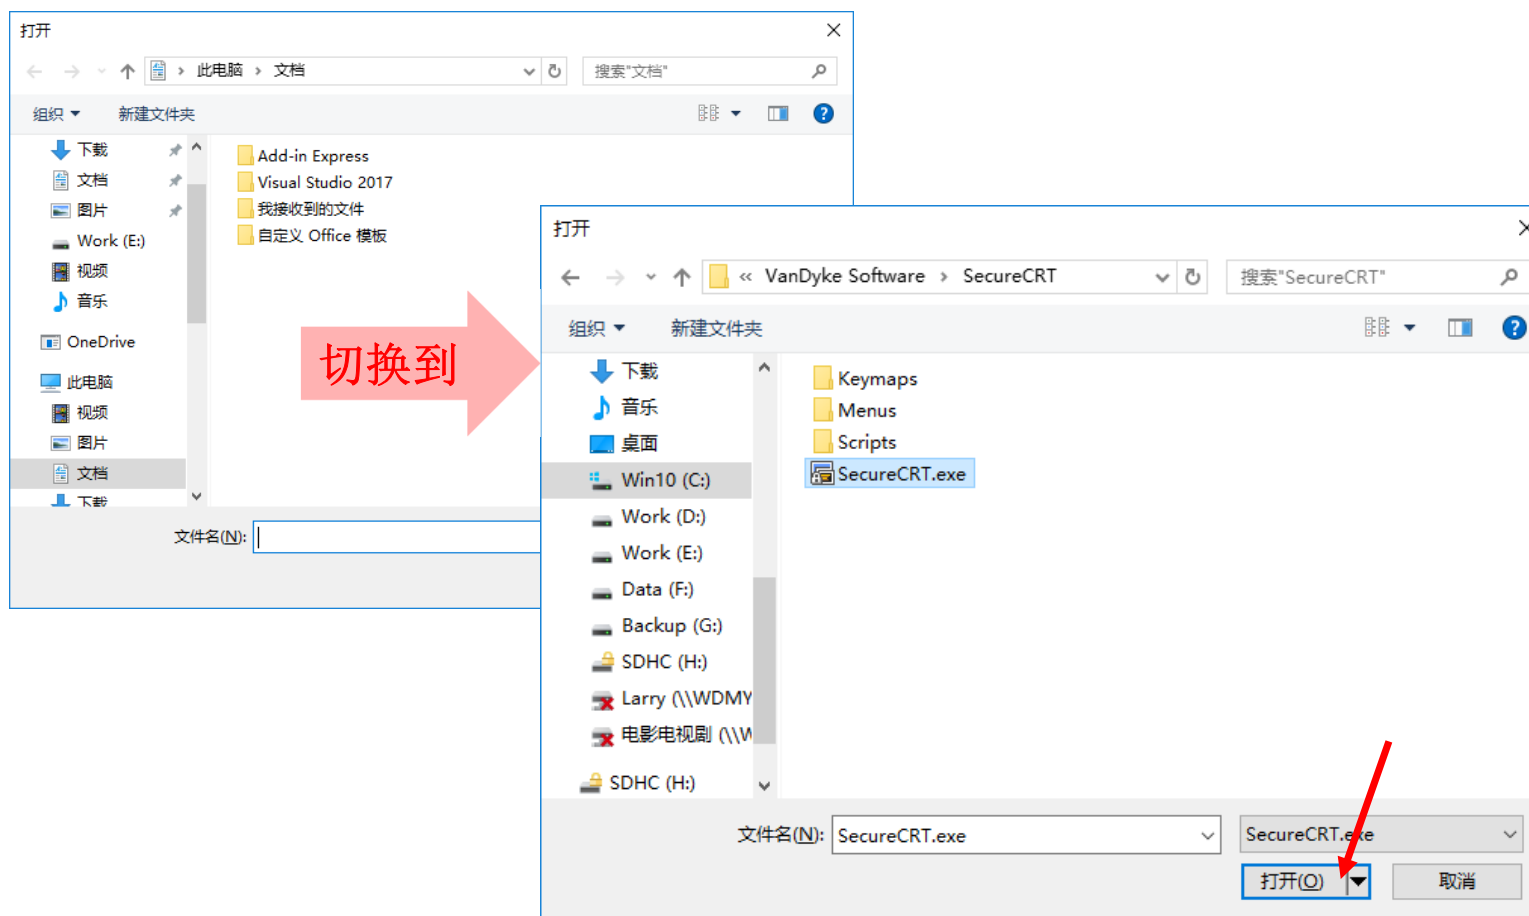 打开
此电脑 › 文档
搜索"文档"
组织
新建文件夹
下载
文档
图片
Work (E:)
视频
音乐
OneDrive
此电脑
视频
图片
文档
下载
Add-in Express
Visual Studio 2017
我接收到的文件
自定义 Office 模板
文件名(N):
切换到
打开
« VanDyke Software › SecureCRT
搜索"SecureCRT"
组织
新建文件夹
下载
音乐
桌面
Win10 (C:)
Work (D:)
Work (E:)
Data (F:)
Backup (G:)
SDHC (H:)
Larry (\\WDMY
电影电视剧 (\\W
SDHC (H:)
Keymaps
Menus
Scripts
SecureCRT.exe
文件名(N):
SecureCRT.exe
SecureCRT.exe
打开(O)
取消